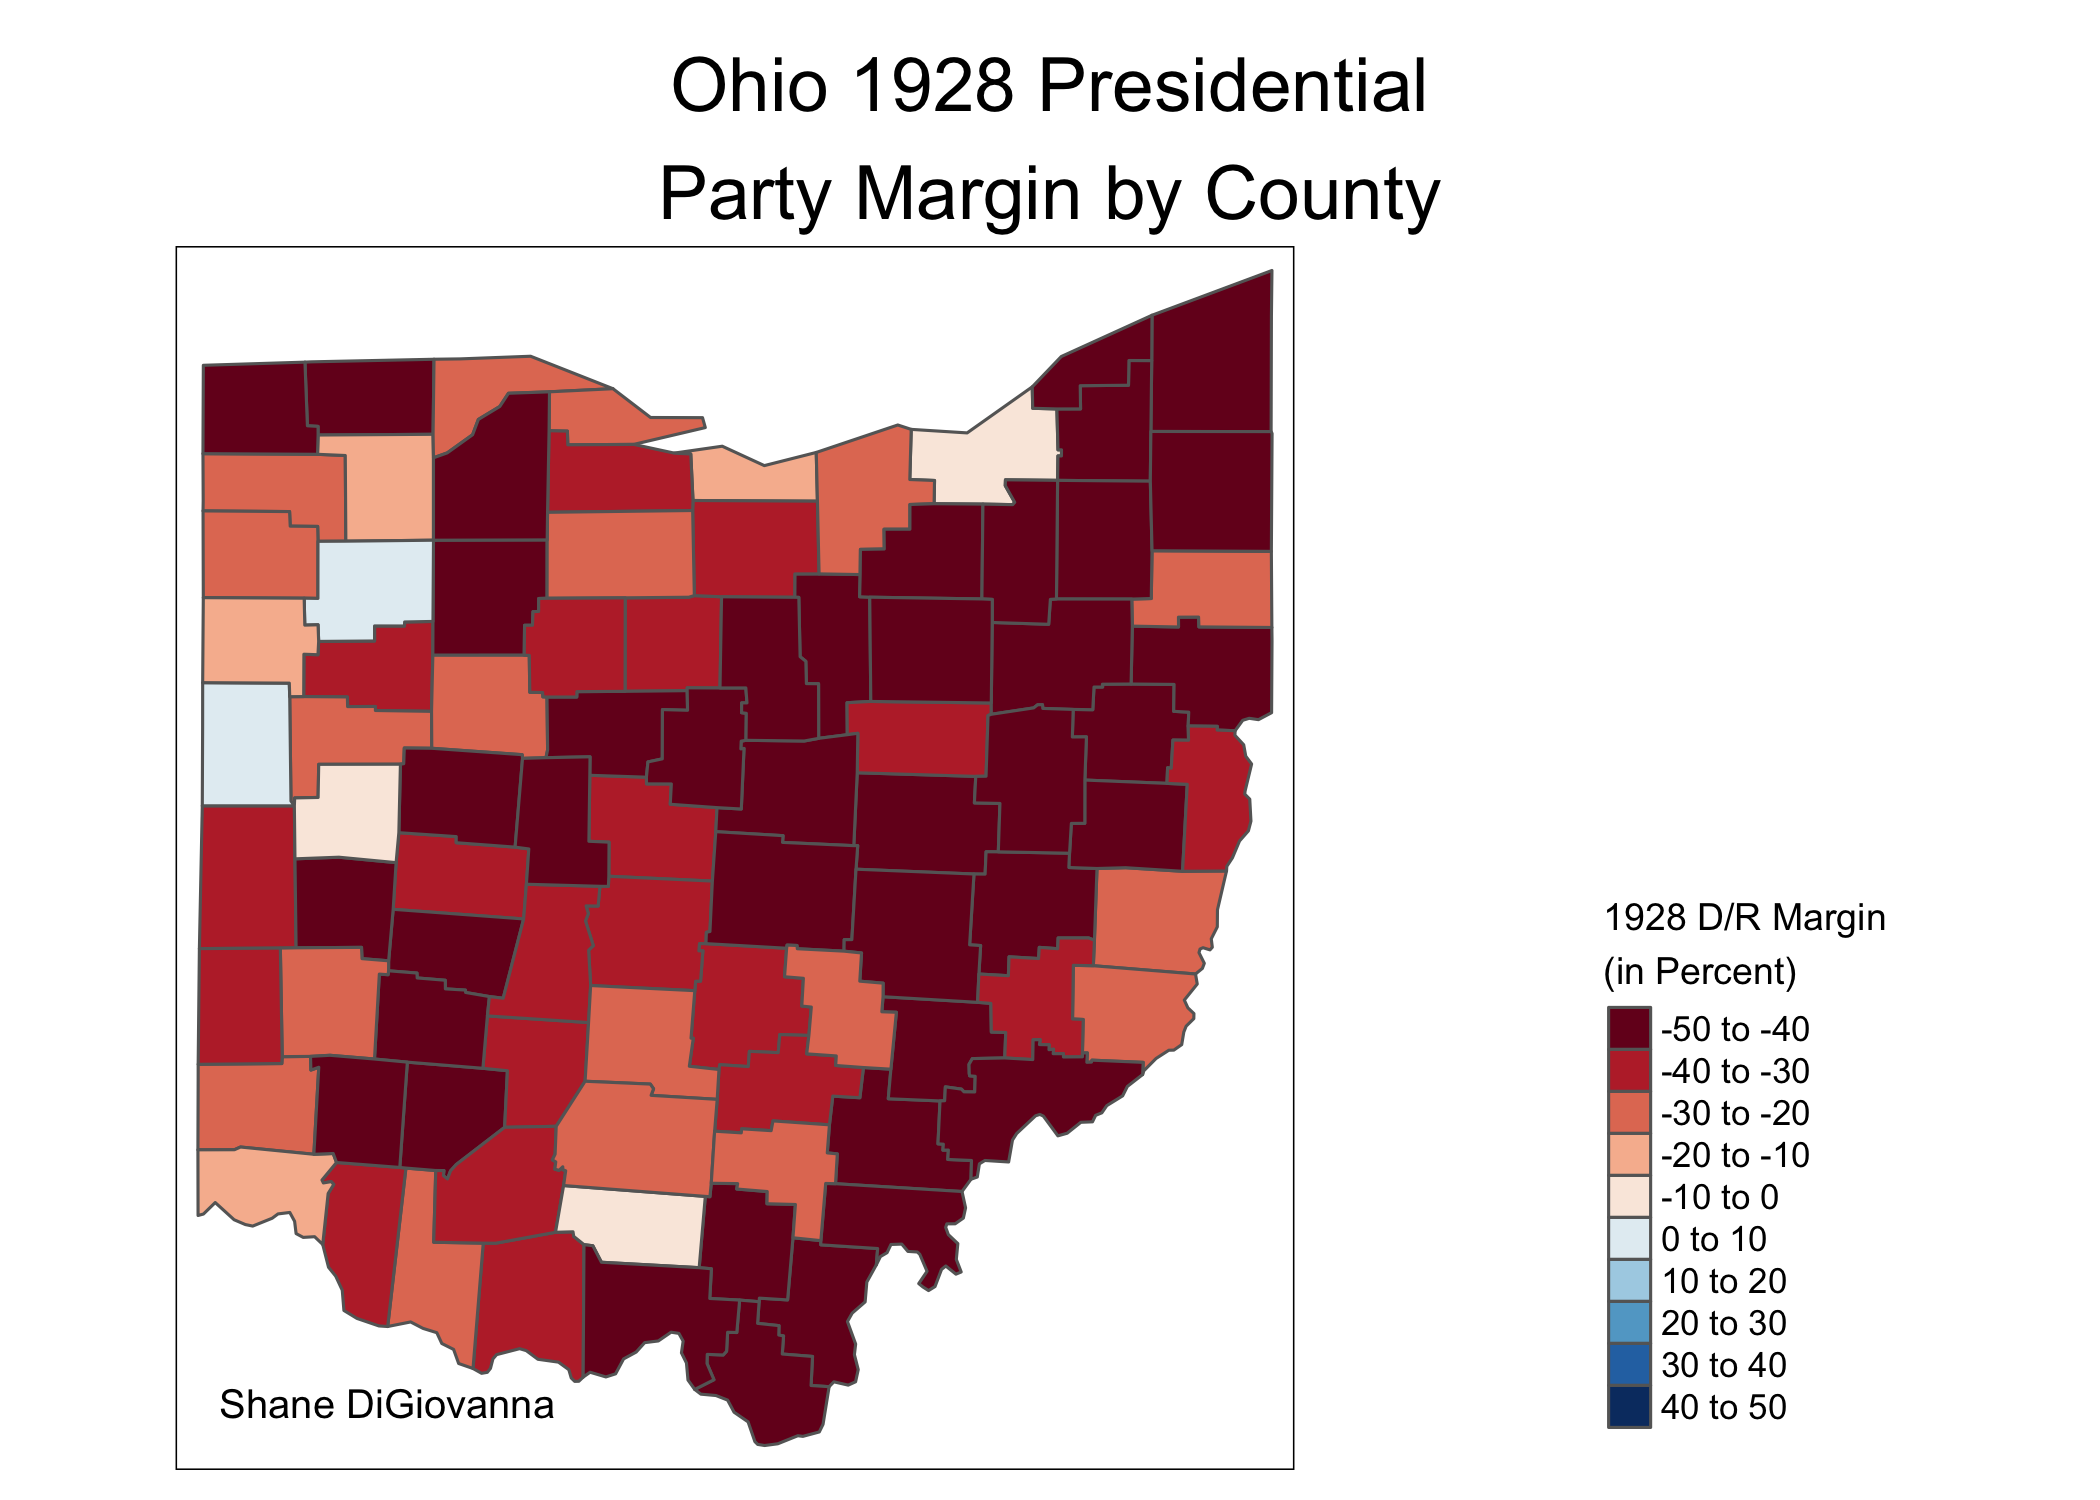 Ohio 1928 Presidential
Party Margin by County
Shane DiGiovanna
1928 D/R Margin
(in Percent)
-50 to -40
-40 to -30
-30 to -20
-20 to -10
-10 to 0
0 to 10
10 to 20
20 to 30
30 to 40
40 to 50